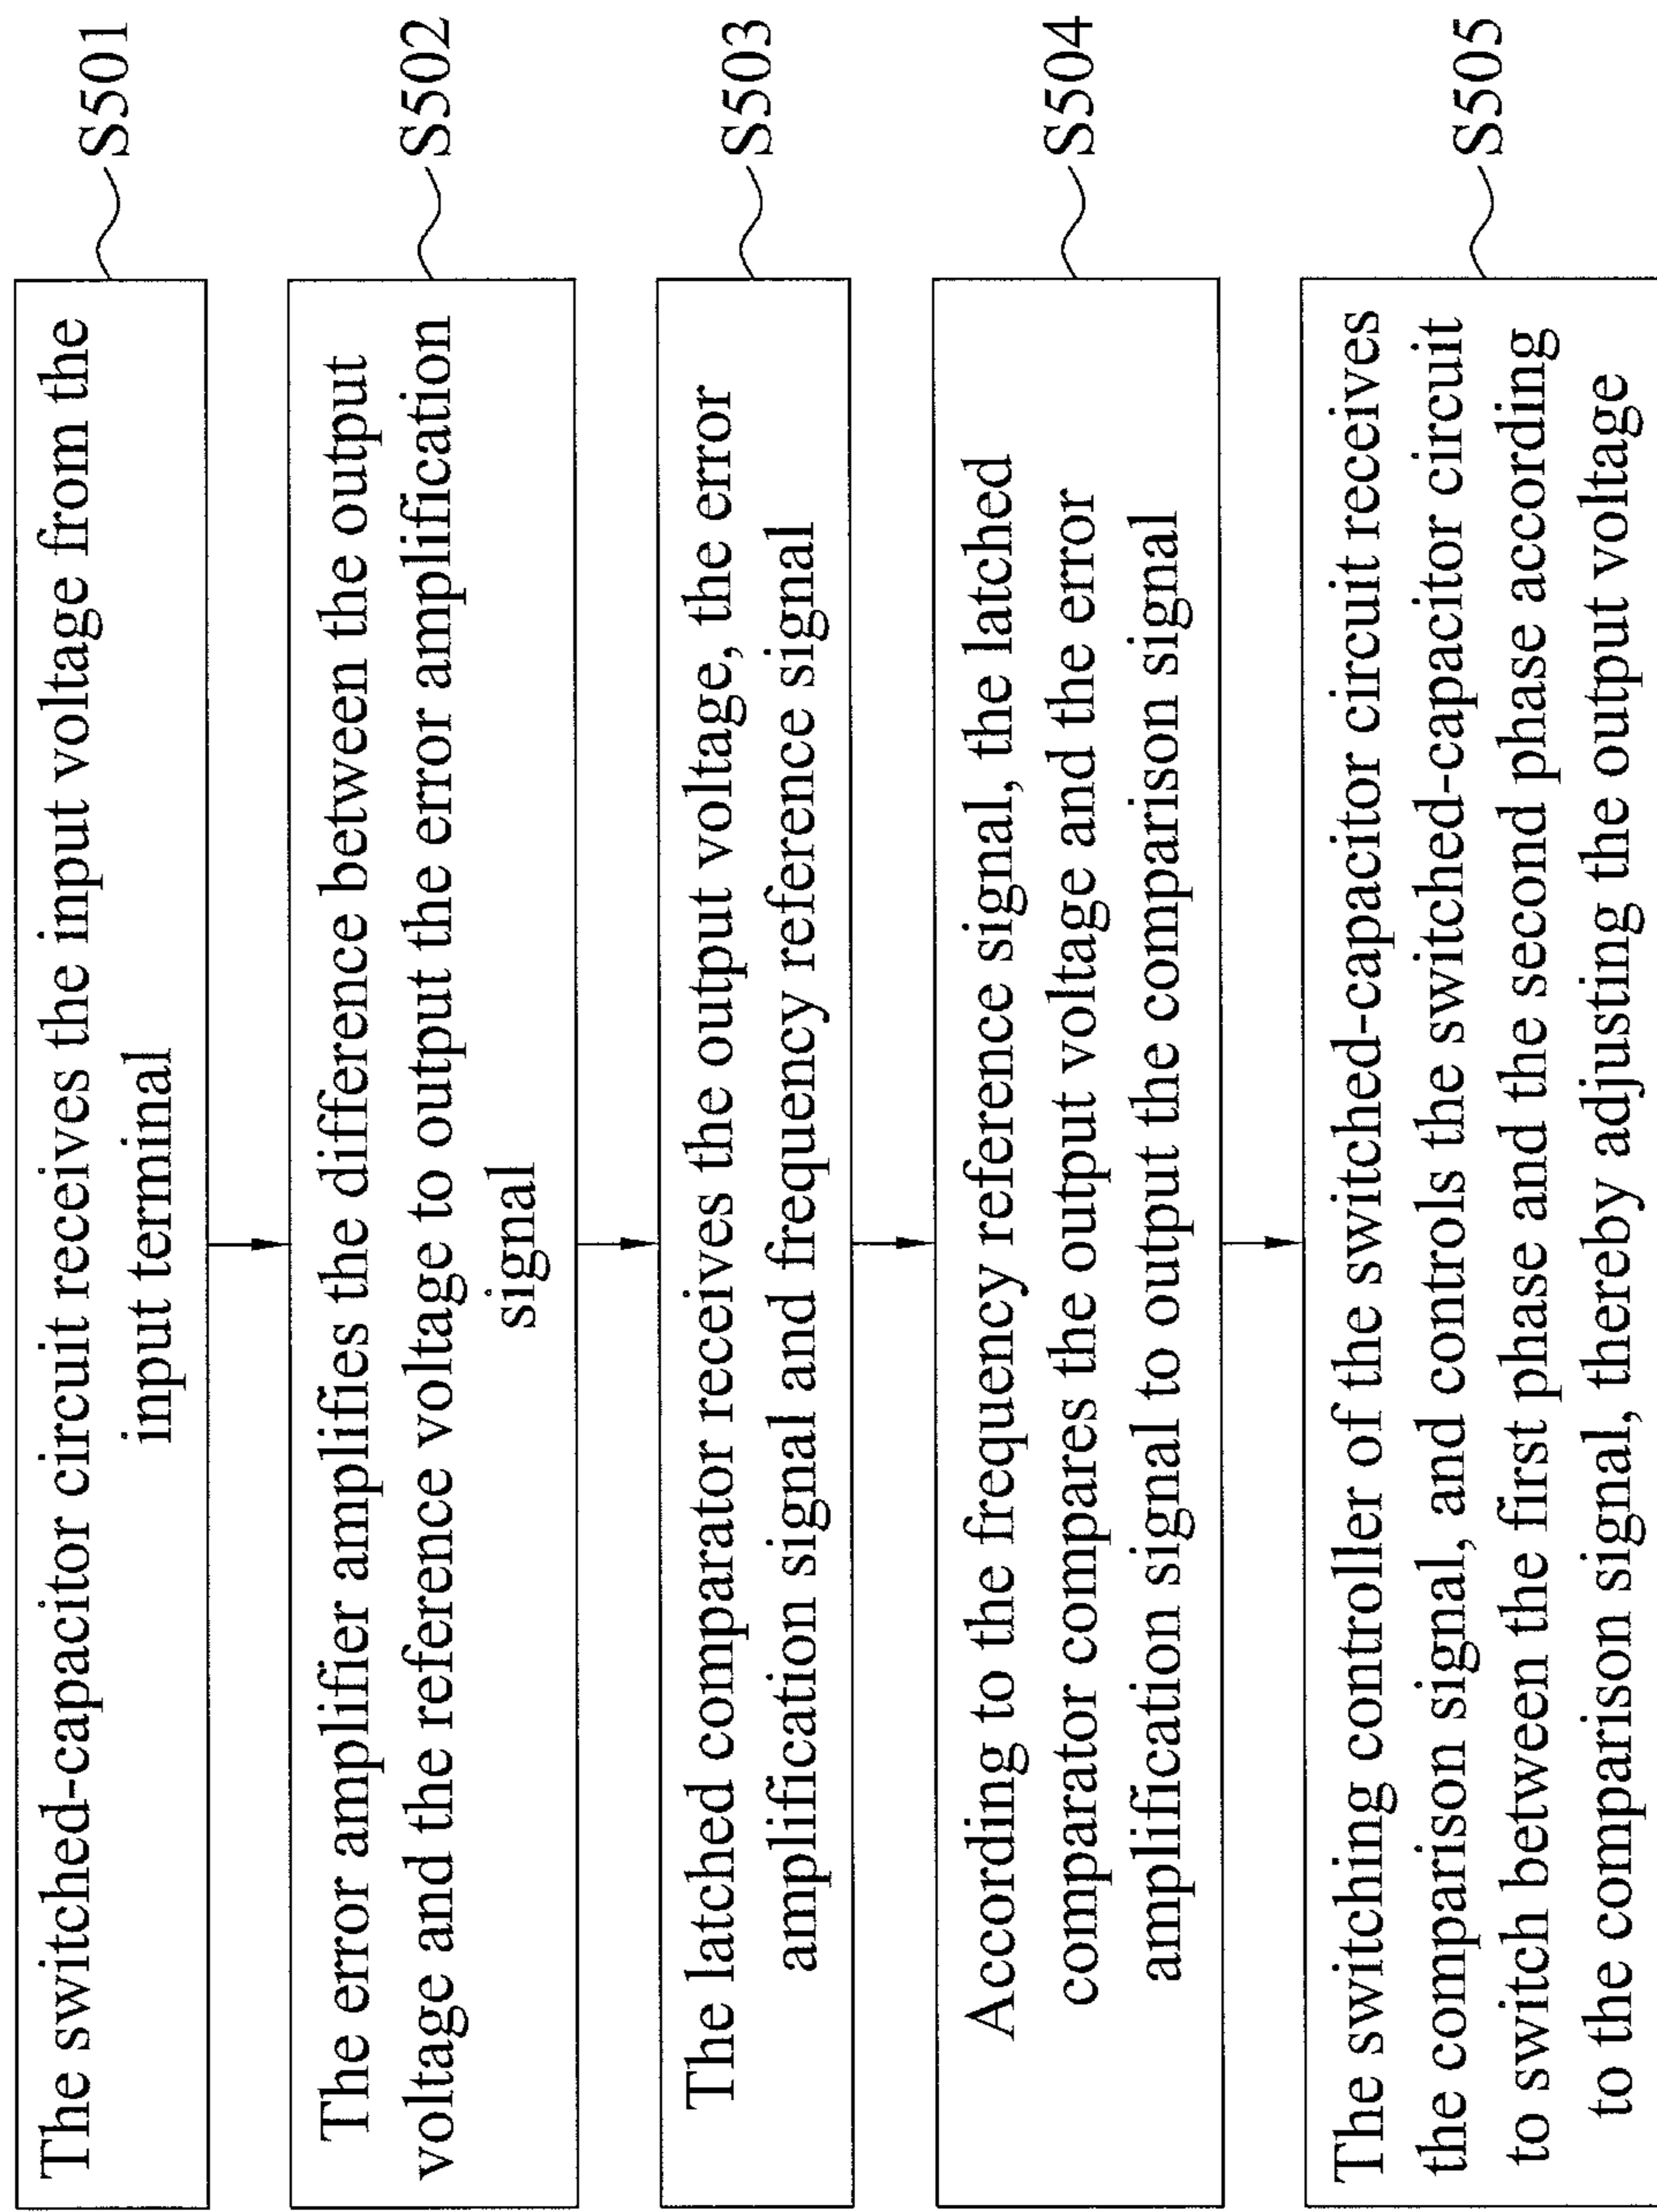 The switched-capacitor circuit receives the input voltage from the
input terminal
S501
The error amplifier amplifies the difference between the output
voltage and the reference voltage to output the error amplification
signal
S502
The latched comparator receives the output voltage, the error
amplification signal and frequency reference signal
S503
According to the frequency reference signal, the latched
comparator compares the output voltage and the error
amplification signal to output the comparison signal
S504
The switching controller of the switched-capacitor circuit receives
the comparison signal, and controls the switched-capacitor circuit
to switch between the first phase and the second phase according
to the comparison signal, thereby adjusting the output voltage
S505